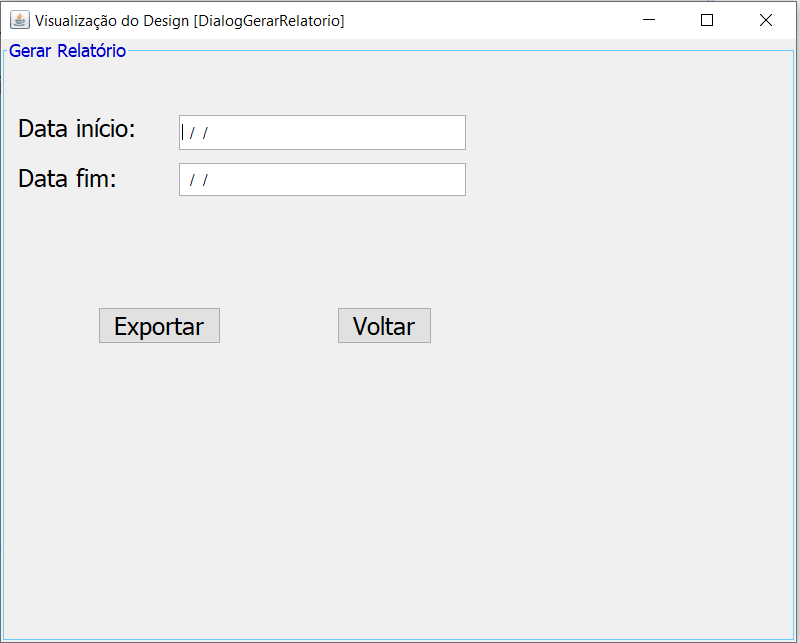 Visualização do Design [DialogGerarRelatorio]
Gerar Relatório
Data início: / /
Data fim: / /
Exportar Voltar